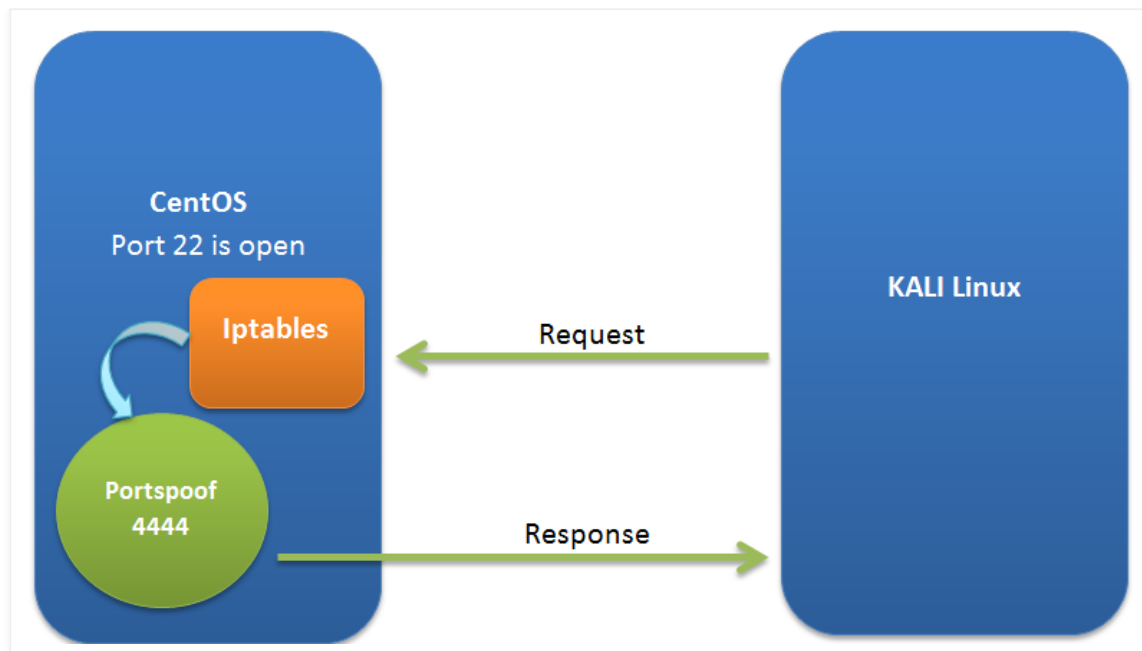 CentOS
Port 22 is open
Iptables
Portspoof
4444
Request
Response
KALI Linux